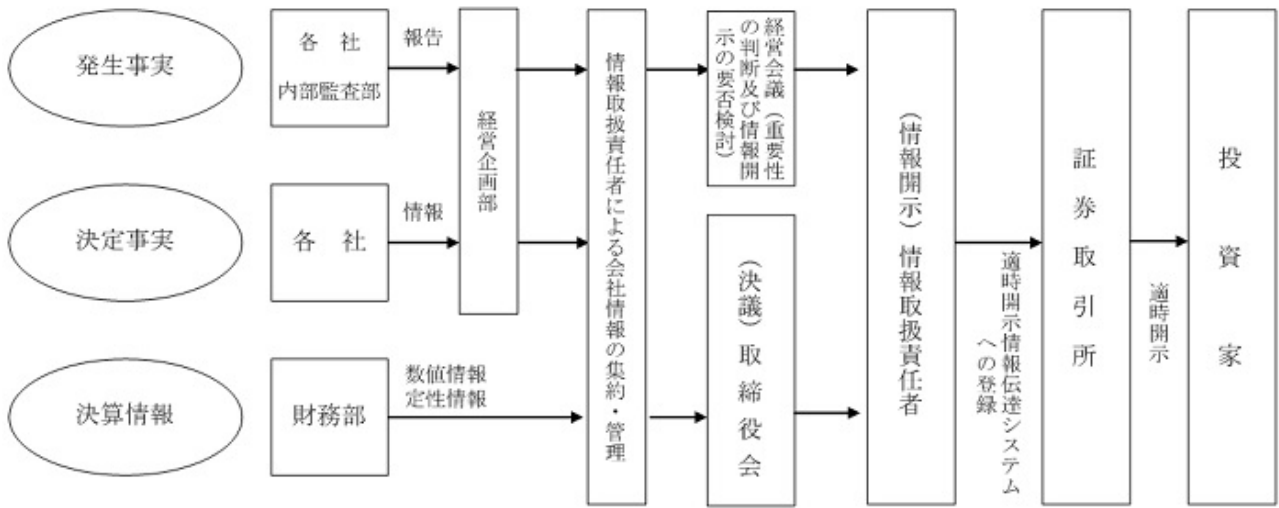 発生事実
各 社
内部監査部
報告
決定事実
各 社
情報
経営企画部
決算情報
財務部
数値情報
定性情報
情報取扱責任者による会社情報の集約・管理
経営会議（重要性
の判断及び情報開
示の要否検討）
（決議）取締役会
（情報開示）情報取扱責任者
適時開示情報伝達システム
への登録
証券取引所
適時開示
投資家